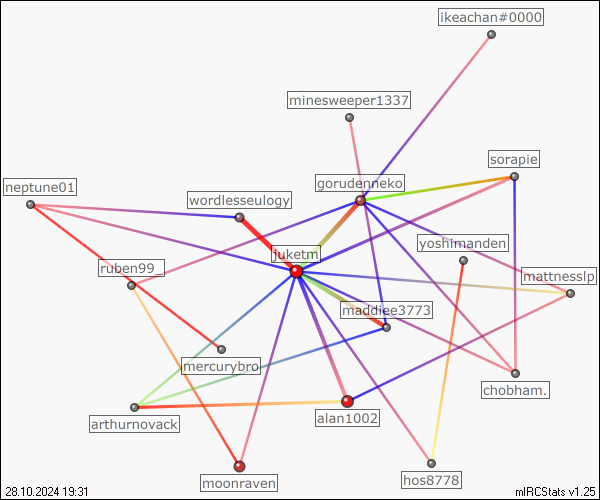 ikeachan#0000
minesweeper1337
sorapie
neptune01
gorudenneko
wordlesseulogy
yoshimanden
juketm
ruben99_
mattnesslp
maddiee3773
mercurybro
chobham.
alan1002
arthurnovack
hos8778
moonraven
28.10.2024 19:31
mIRCStats v1.25